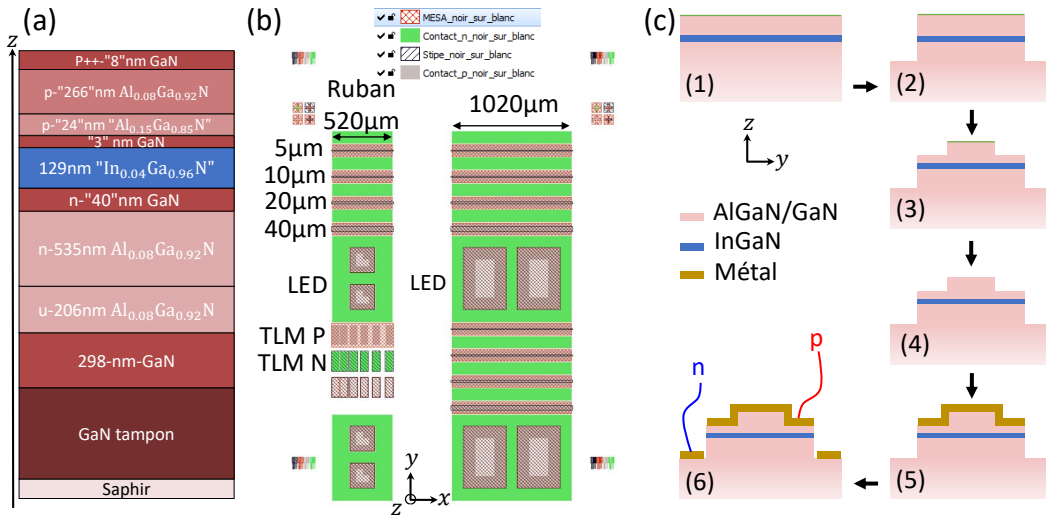 (a)
z
P++-"8"nm GaN
p-"266"nm Al0.08Ga0.92N
p-"24"nm "Al0.15Ga0.85N"
"3" nm GaN
129nm "In0.04Ga0.96N"
n-"40"nm GaN
n-535nm Al0.08Ga0.92N
u-206nm Al0.08Ga0.92N
298-nm-GaN
GaN tampon
Saphir
(b)
MESA_noir_sur_blanc
Contact_n_noir_sur_blanc
Stipe_noir_sur_blanc
Contact_p_noir_sur_blanc
Ruban
520µm
1020µm
5µm
10µm
20µm
40µm
LED
LED
TLM P
TLM N
y
z
x
(c)
(1)
(2)
z
y
(3)
AlGaN/GaN
InGaN
Métal
(4)
n
p
(6)
(5)